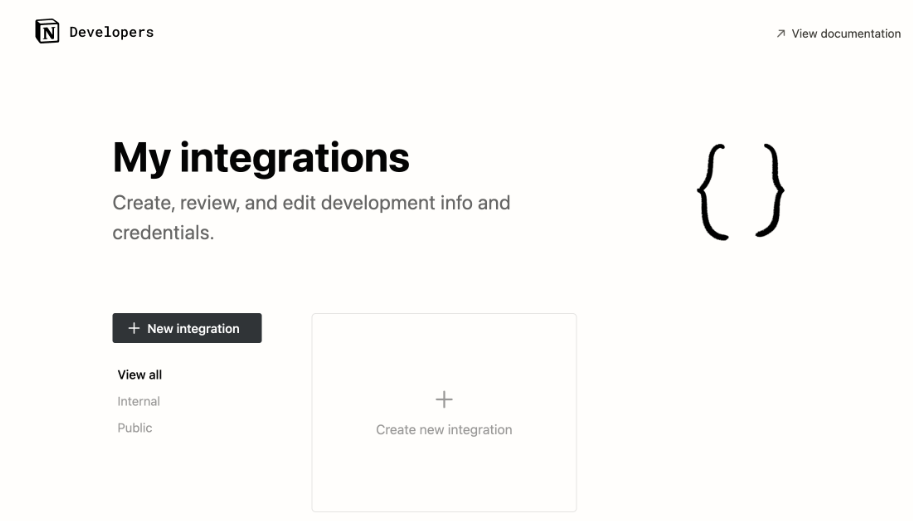 Developers
View documentation
My integrations
Create, review, and edit development info and
credentials.
New integration
View all
Internal
Public
Create new integration